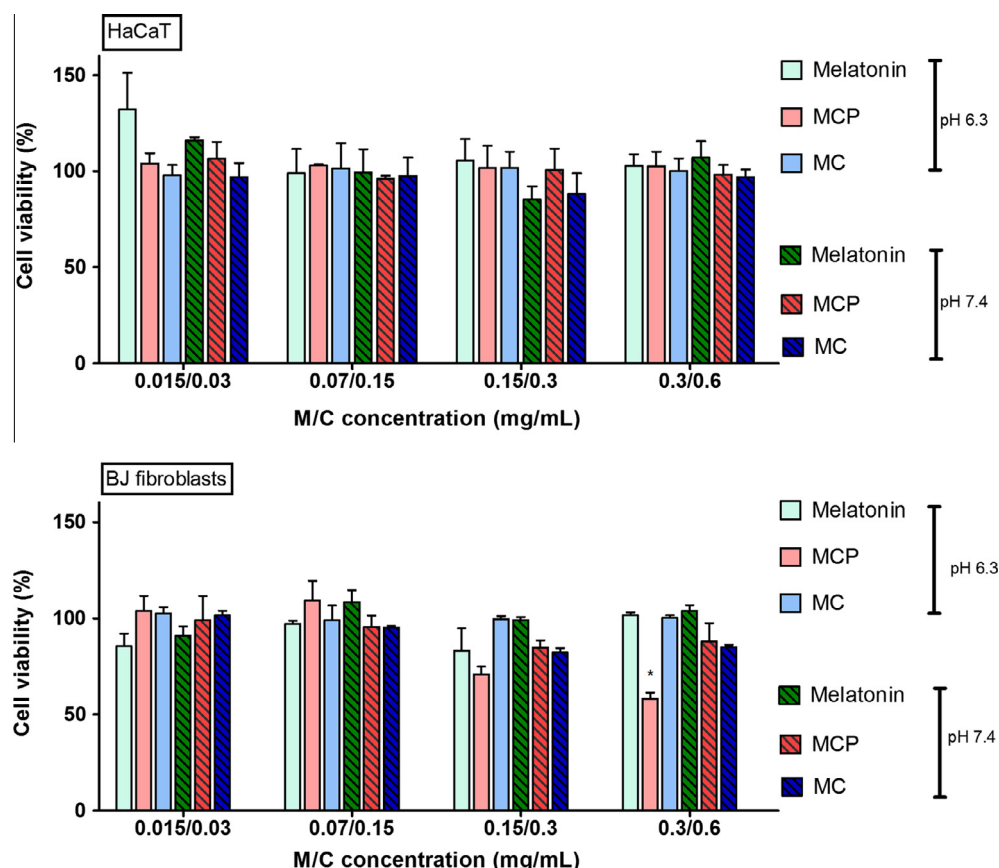 HaCaT
Cell viability (%)
150
100
50
0
0.015/0.03 0.07/0.15 0.15/0.3 0.3/0.6
M/C concentration (mg/mL)
Melatonin
MCP
MC
pH 6.3
Melatonin
MCP
MC
pH 7.4
BJ fibroblasts
Cell viability (%)
150
100
50
0
*
0.015/0.03 0.07/0.15 0.15/0.3 0.3/0.6
M/C concentration (mg/mL)
Melatonin
MCP
MC
pH 6.3
Melatonin
MCP
MC
pH 7.4